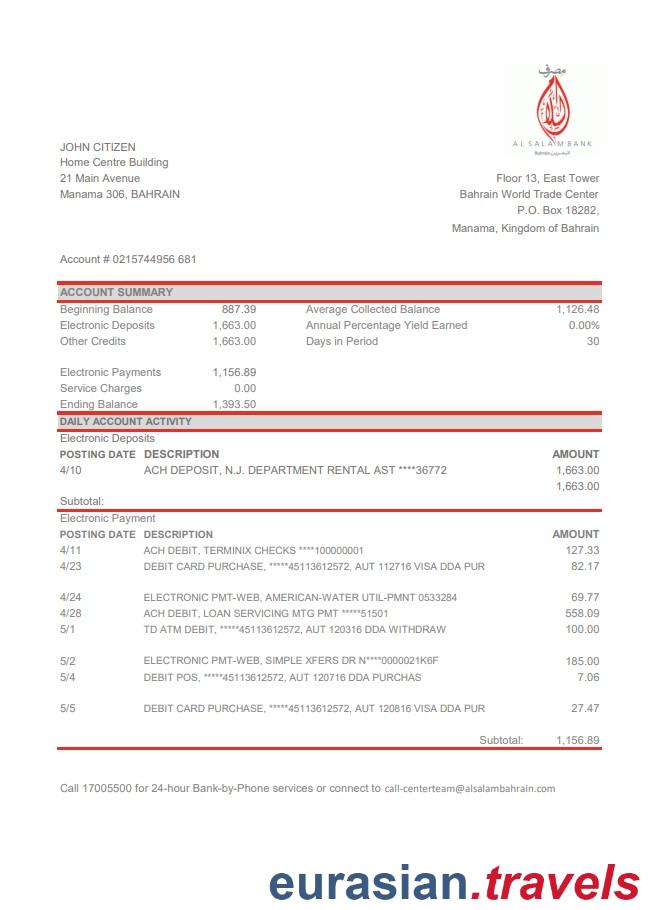 مصرف
AL SALAM BANK
Bahrain البحرين
JOHN CITIZEN
Home Centre Building
21 Main Avenue
Manama 306, BAHRAIN
Floor 13, East Tower
Bahrain World Trade Center
P.O. Box 18282,
Manama, Kingdom of Bahrain
Account # 0215744956 681
ACCOUNT SUMMARY
Beginning Balance 887.39 Average Collected Balance 1,126.48
Electronic Deposits 1,663.00 Annual Percentage Yield Earned 0.00%
Other Credits 1,663.00 Days in Period 30
Electronic Payments 1,156.89
Service Charges 0.00
Ending Balance 1,393.50
DAILY ACCOUNT ACTIVITY
Electronic Deposits
POSTING DATE DESCRIPTION AMOUNT
4/10 ACH DEPOSIT, N.J. DEPARTMENT RENTAL AST ****36772 1,663.00
1,663.00
Subtotal:
Electronic Payment
POSTING DATE DESCRIPTION AMOUNT
4/11 ACH DEBIT, TERMINIX CHECKS ****100000001 127.33
4/23 DEBIT CARD PURCHASE, *****45113612572, AUT 112716 VISA DDA PUR 82.17
4/24 ELECTRONIC PMT-WEB, AMERICAN-WATER UTIL-PMNT 0533284 69.77
4/28 ACH DEBIT, LOAN SERVICING MTG PMT *****51501 558.09
5/1 TD ATM DEBIT, *****45113612572, AUT 120316 DDA WITHDRAW 100.00
5/2 ELECTRONIC PMT-WEB, SIMPLE XFERS DR N****0000021K6F 185.00
5/4 DEBIT POS, *****45113612572, AUT 120716 DDA PURCHAS 7.06
5/5 DEBIT CARD PURCHASE, *****45113612572, AUT 120816 VISA DDA PUR 27.47
Subtotal: 1,156.89
Call 17005500 for 24-hour Bank-by-Phone services or connect to call-centerteam@alsalambahrain.com
eurasian.travels